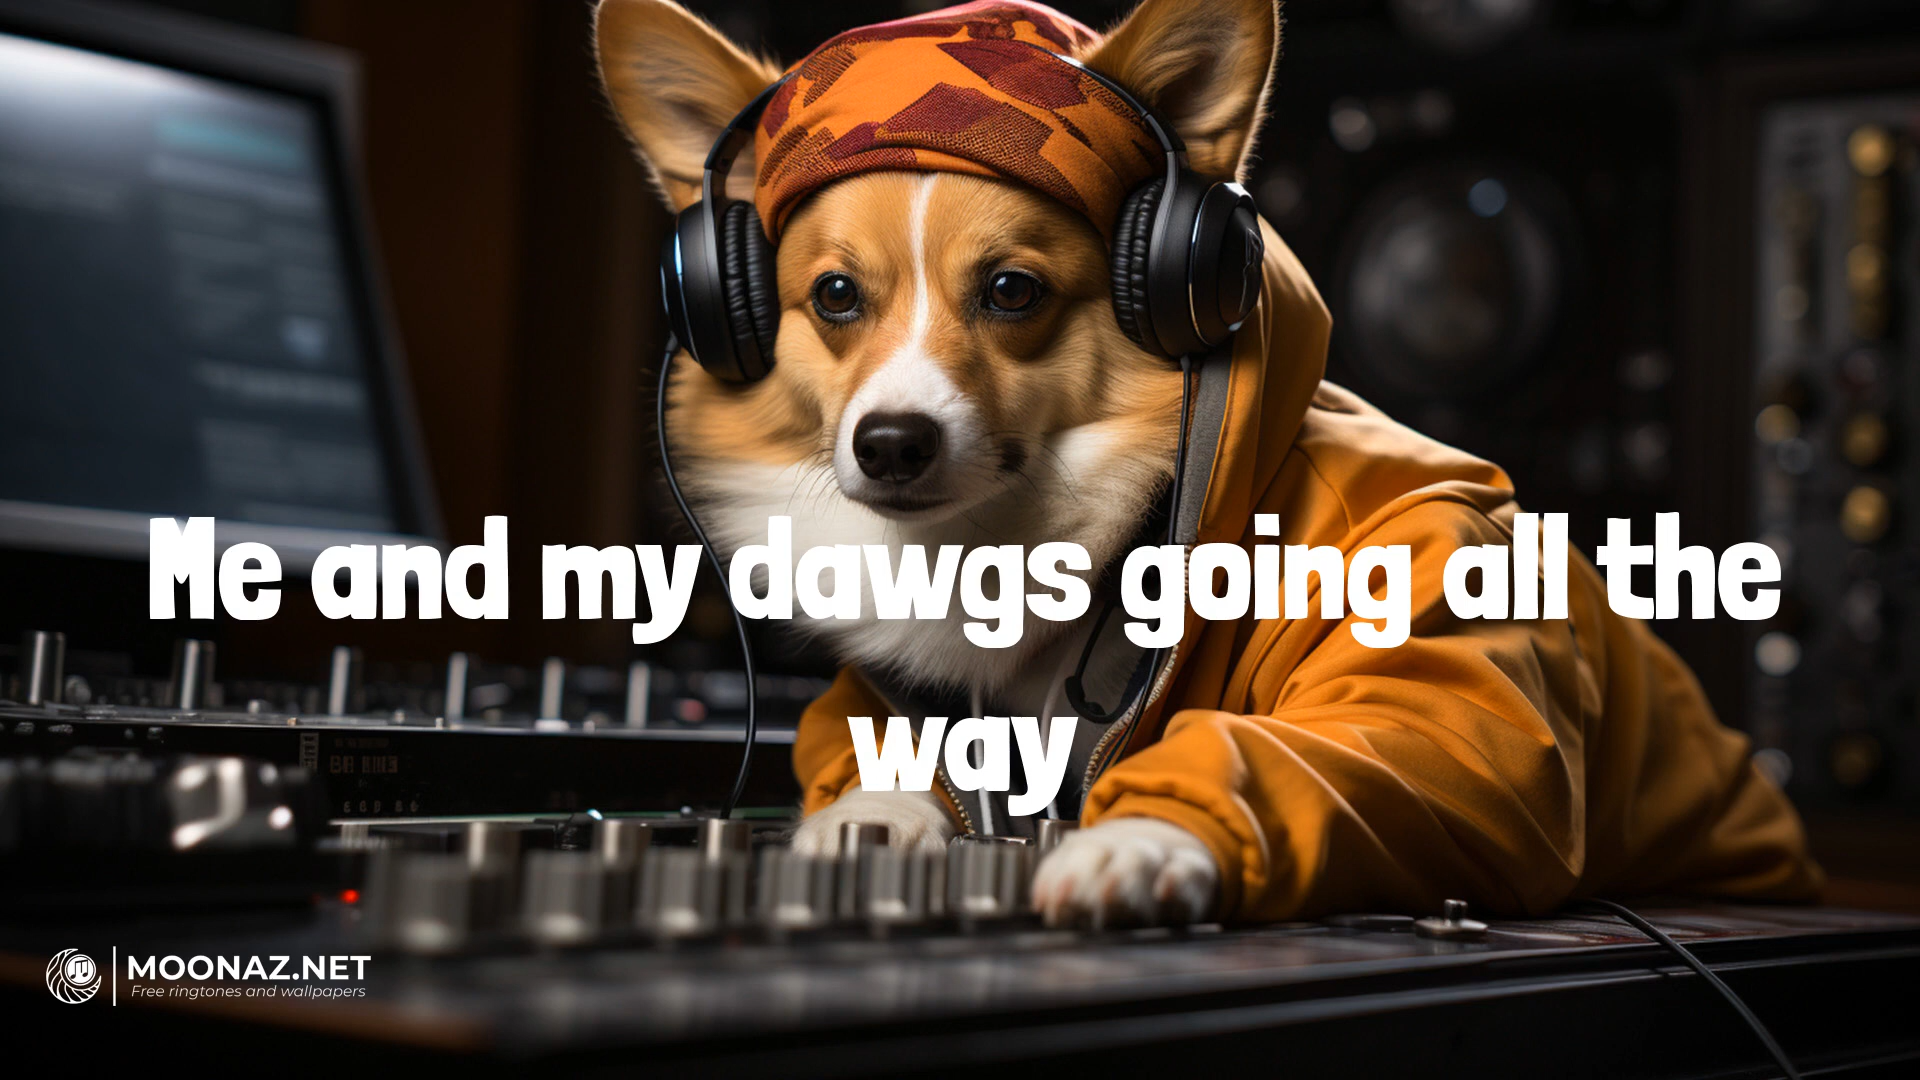 Me and my dawgs going all the
way
MOONAZ.NET
Free ringtones and wallpapers